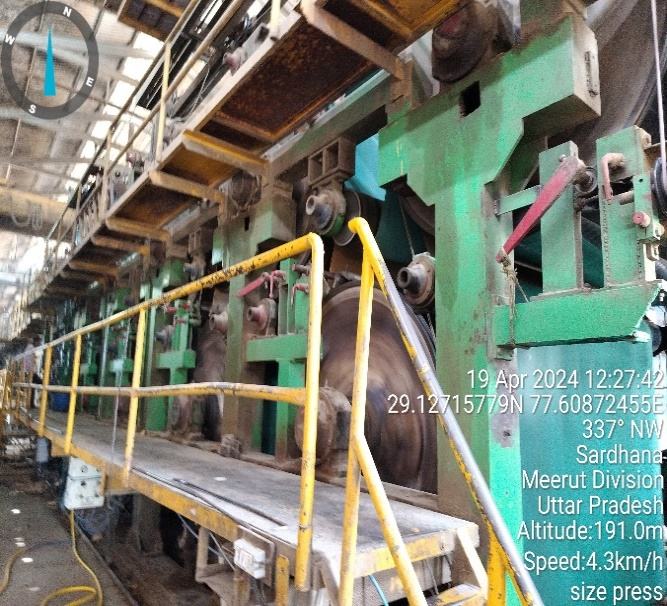 N
W
E
S
19 Apr 2024 12:27:42
29.12715779N 77.60872455E
337° NW
Sardhana
Meerut Division
Uttar Pradesh
Altitude:191.0m
Speed:4.3km/h
size press